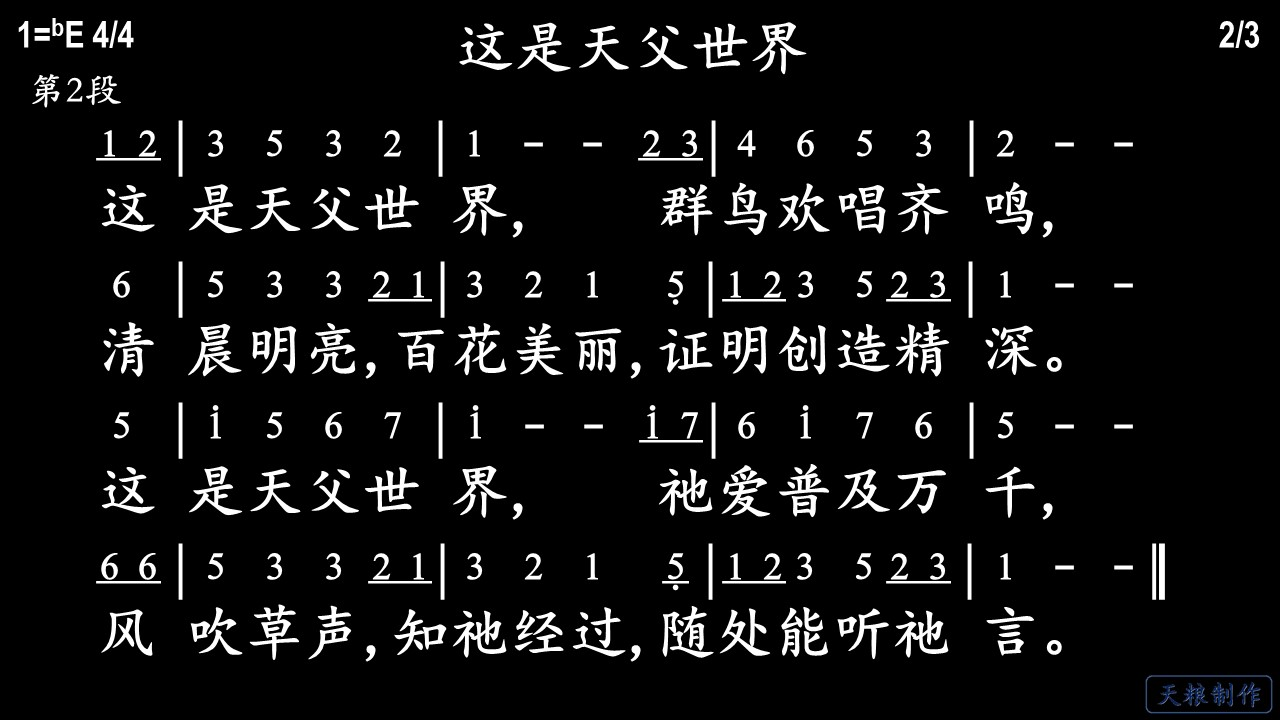 1=ᵇE 4/4
这是天父世界
2/3
第2段
1 2 | 3 5 3 2 | 1 - - 2 3 | 4 6 5 3 | 2 - -
这是天父世界, 群鸟欢唱齐鸣,
6 | 5 3 3 2 1 | 3 2 1 5̣ | 1 2 3 5 2 3 | 1 - -
清晨明亮,百花美丽,证明创造精深。
5 | i 5 6 7 | i - - i 7 | 6 i 7 6 | 5 - -
这是天父世界, 祂爱普及万千,
6 6 | 5 3 3 2 1 | 3 2 1 5̣ | 1 2 3 5 2 3 | 1 - - ‖
风吹草声,知祂经过,随处能听祂言。
天粮制作